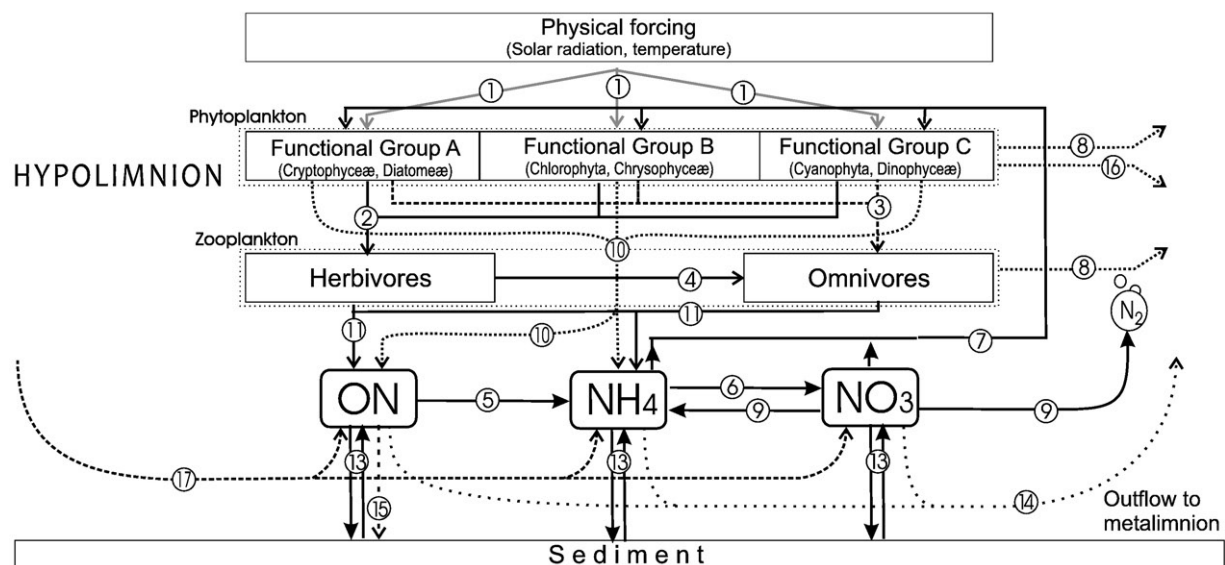 Physical forcing
(Solar radiation, temperature)
① ① ①
Phytoplankton
Functional Group A
(Cryptophyceæ, Diatomeæ)
Functional Group B
(Chlorophyta, Chrysophyceæ)
Functional Group C
(Cyanophyta, Dinophyceæ)
⑧
⑯
HYPOLIMNION
② ③
Zooplankton
⑩
Herbivores
④
Omnivores
⑧
N2
⑪ ⑩ ⑪ ⑦
ON
⑤
NH4
⑥
⑨
NO3
⑨
⑰ ⑬ ⑬ ⑬
⑮ ⑭
Outflow to
metalimnion
Sediment